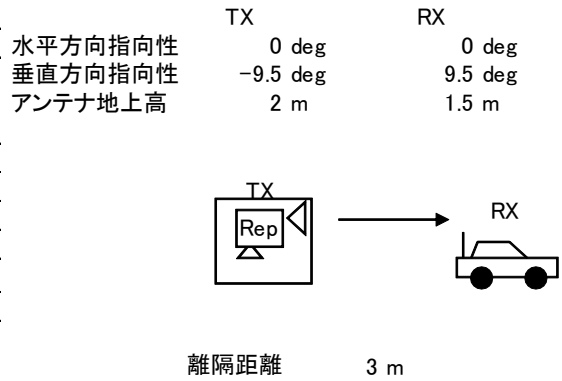 TX RX
水平方向指向性 0 deg 0 deg
垂直方向指向性 -9.5 deg 9.5 deg
アンテナ地上高 2 m 1.5 m
TX
Rep
RX
離隔距離 3 m